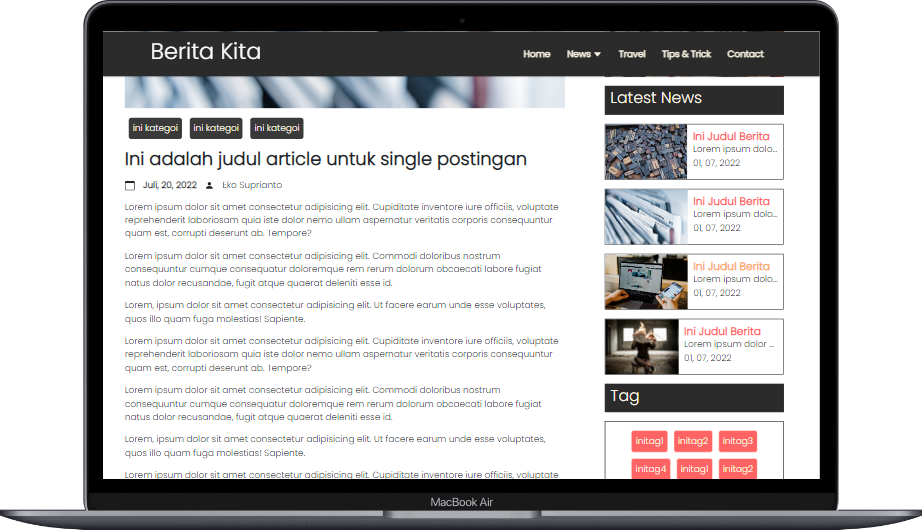 Berita Kita
Home News Travel Tips & Trick Contact
ini kategoi ini kategoi ini kategoi
Ini adalah judul article untuk single postingan
Juli, 20, 2022 Eko Suprianto
Lorem ipsum dolor sit amet consectetur adipisicing elit. Cupiditate inventore iure officiis, voluptate
reprehenderit laboriosam quia iste dolor nemo ullam aspernatur veritatis corporis consequuntur
quam est, corrupti deserunt ab. Tempore?
Lorem ipsum dolor sit amet consectetur adipisicing elit. Commodi doloribus nostrum
consequuntur cumque consequatur doloremque rem rerum dolorum obcaecati labore fugiat
natus dolor recusandae, fugit atque quaerat deleniti esse id.
Lorem, ipsum dolor sit amet consectetur adipisicing elit. Ut facere earum unde esse voluptates,
quos illo quam fuga molestias! Sapiente.
Lorem ipsum dolor sit amet consectetur adipisicing elit. Cupiditate inventore iure officiis, voluptate
reprehenderit laboriosam quia iste dolor nemo ullam aspernatur veritatis corporis consequuntur
quam est, corrupti deserunt ab. Tempore?
Lorem ipsum dolor sit amet consectetur adipisicing elit. Commodi doloribus nostrum
consequuntur cumque consequatur doloremque rem rerum dolorum obcaecati labore fugiat
natus dolor recusandae, fugit atque quaerat deleniti esse id.
Lorem, ipsum dolor sit amet consectetur adipisicing elit. Ut facere earum unde esse voluptates,
quos illo quam fuga molestias! Sapiente.
Lorem ipsum dolor sit amet consectetur adipisicing elit. Cupiditate inventore iure officiis, voluptate
Latest News
Ini Judul Berita
Lorem ipsum dolo...
01, 07, 2022
Ini Judul Berita
Lorem ipsum dolo...
01, 07, 2022
Ini Judul Berita
Lorem ipsum dolo...
01, 07, 2022
Ini Judul Berita
Lorem ipsum dolor ...
01, 07, 2022
Tag
initag1 initag2 initag3
initag4 initag1 initag2
MacBook Air